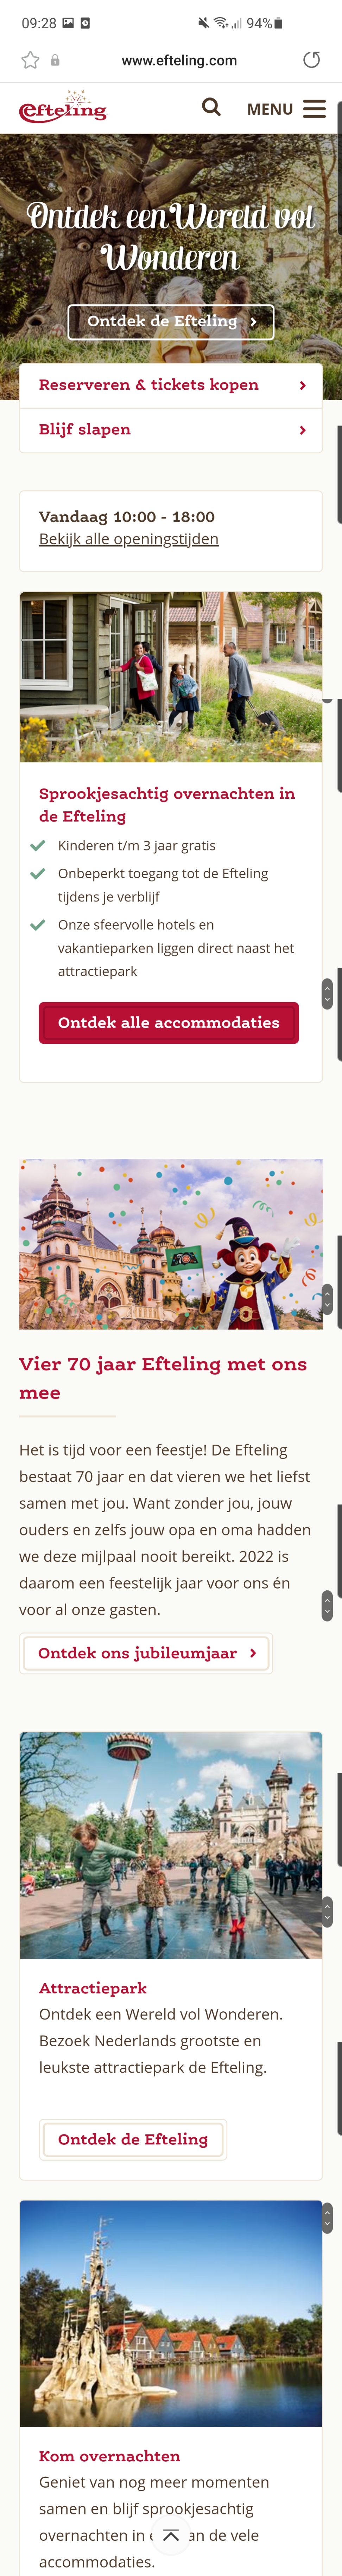 09:28
94%
www.efteling.com
efteling
MENU
Ontdek een Wereld vol
Wonderen
Ontdek de Efteling
Reserveren & tickets kopen
Blijf slapen
Vandaag 10:00 - 18:00
Bekijk alle openingstijden
Sprookjesachtig overnachten in
de Efteling
Kinderen t/m 3 jaar gratis
Onbeperkt toegang tot de Efteling
tijdens je verblijf
Onze sfeervolle hotels en
vakantieparken liggen direct naast het
attractiepark
Ontdek alle accommodaties
Vier 70 jaar Efteling met ons
mee
Het is tijd voor een feestje! De Efteling
bestaat 70 jaar en dat vieren we het liefst
samen met jou. Want zonder jou, jouw
ouders en zelfs jouw opa en oma hadden
we deze mijlpaal nooit bereikt. 2022 is
daarom een feestelijk jaar voor ons én
voor al onze gasten.
Ontdek ons jubileumjaar
Attractiepark
Ontdek een Wereld vol Wonderen.
Bezoek Nederlands grootste en
leukste attractiepark de Efteling.
Ontdek de Efteling
Kom overnachten
Geniet van nog meer momenten
samen en blijf sprookjesachtig
overnachten in de vele
accommodaties.